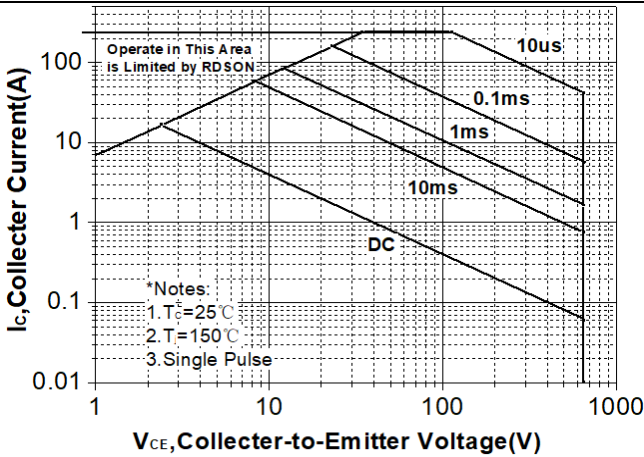 100
10
1
0.1
0.01
Ic,Collecter Current(A)
Operate in This Area
is Limited by RDSON
10us
0.1ms
1ms
10ms
DC
*Notes:
1.Tc=25℃
2.Tj=150℃
3.Single Pulse
1
10
100
1000
VCE,Collecter-to-Emitter Voltage(V)